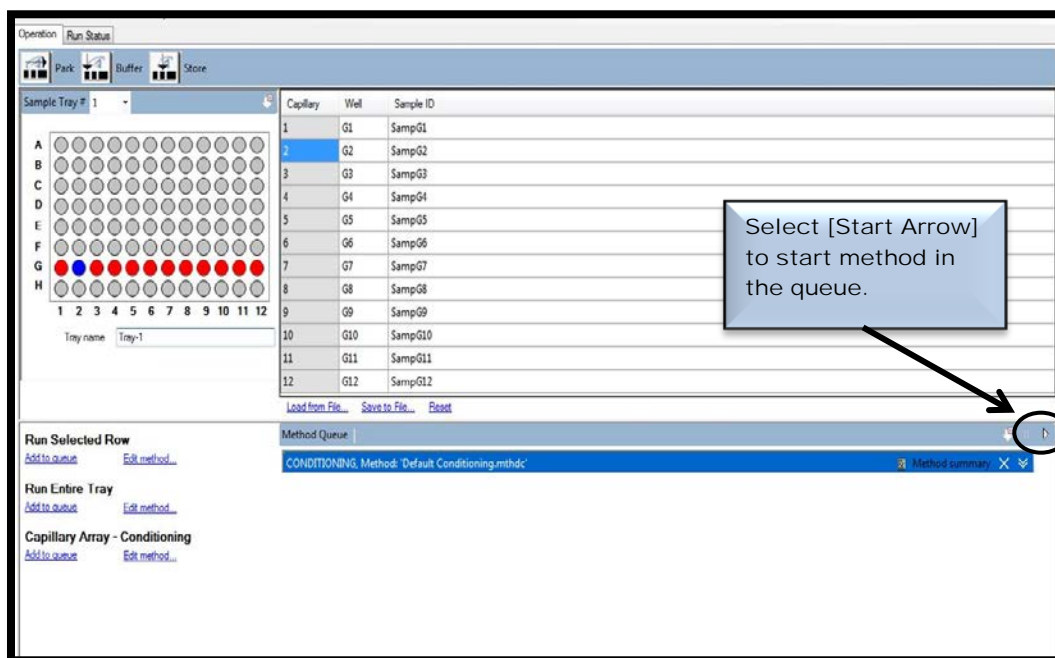 Operation Run Status
Park Buffer Store
Sample Tray # 1
A
B
C
D
E
F
G
H
1 2 3 4 5 6 7 8 9 10 11 12
Tray name Tray-1
Capillary Well Sample ID
1 G1 SampG1
2 G2 SampG2
3 G3 SampG3
4 G4 SampG4
5 G5 SampG5
6 G6 SampG6
7 G7 SampG7
8 G8 SampG8
9 G9 SampG9
10 G10 SampG10
11 G11 SampG11
12 G12 SampG12
Load from File... Save to File... Reset
Select [Start Arrow]
to start method in
the queue.
Run Selected Row
Add to queue Edit method...
Run Entire Tray
Add to queue Edit method...
Capillary Array - Conditioning
Add to queue Edit method...
Method Queue
CONDITIONING, Method: 'Default Conditioning.mthdc' Method summary